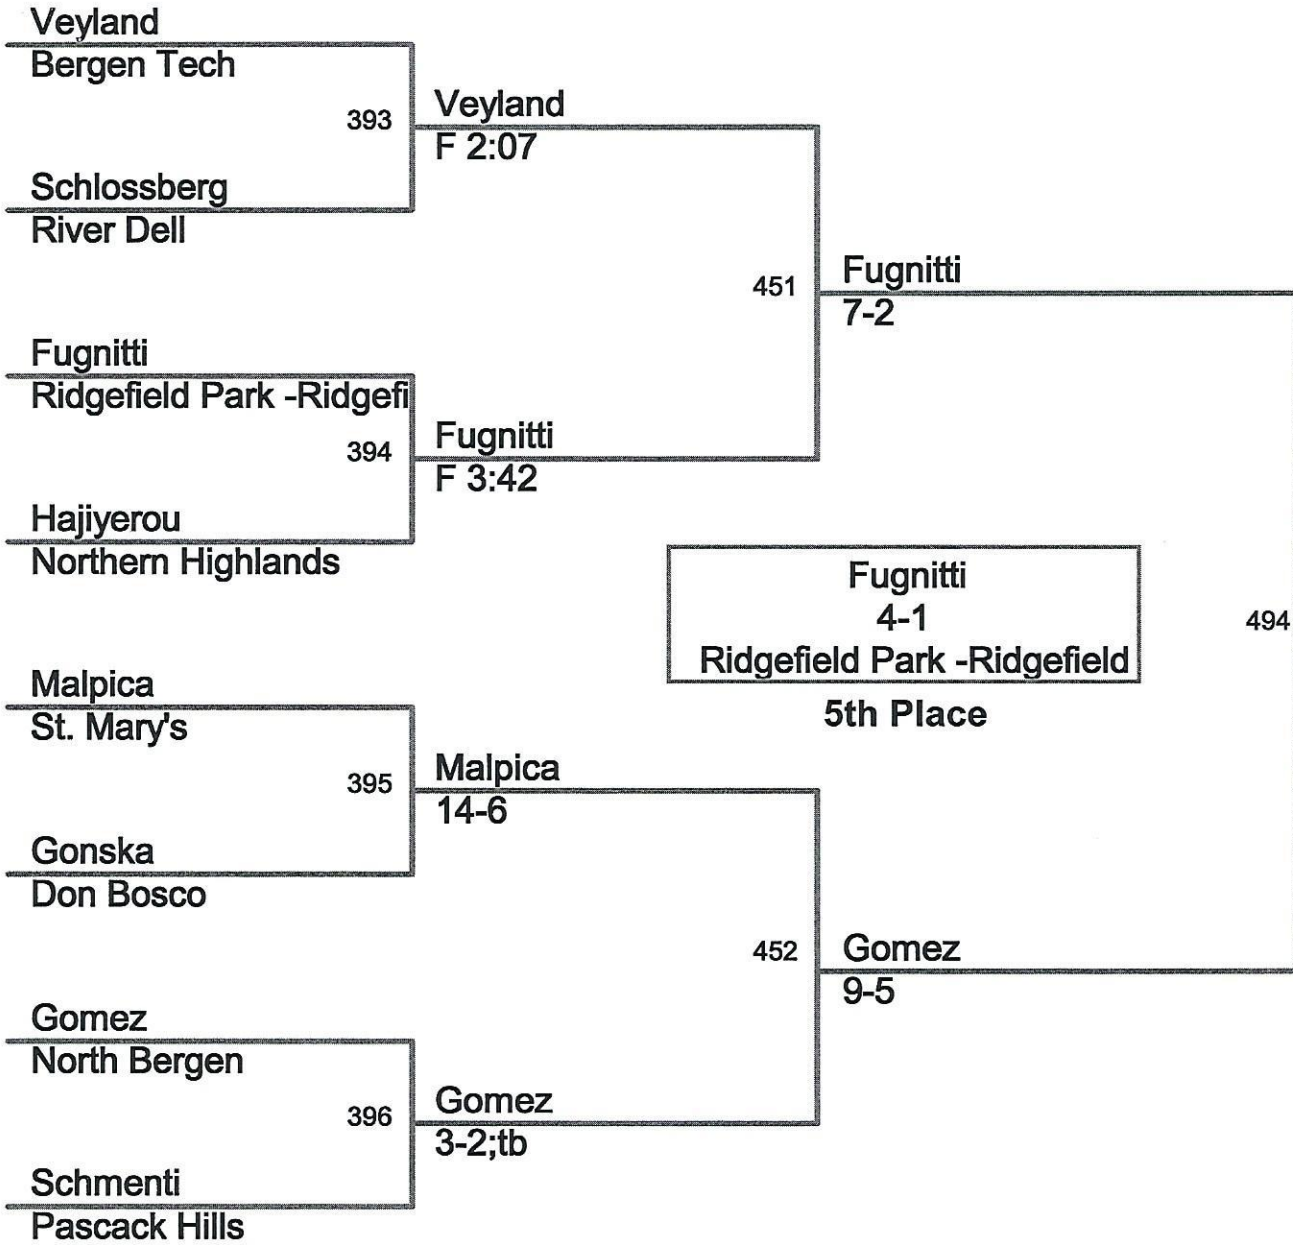 Veyland
Bergen Tech
393
Veyland
F 2:07
Schlossberg
River Dell
451
Fugnitti
7-2
Fugnitti
Ridgefield Park -Ridgefi
394
Fugnitti
F 3:42
Hajiyerou
Northern Highlands
Fugnitti
4-1
Ridgefield Park -Ridgefield
494
5th Place
Malpica
St. Mary's
395
Malpica
14-6
Gonska
Don Bosco
452
Gomez
9-5
Gomez
North Bergen
396
Gomez
3-2;tb
Schmenti
Pascack Hills